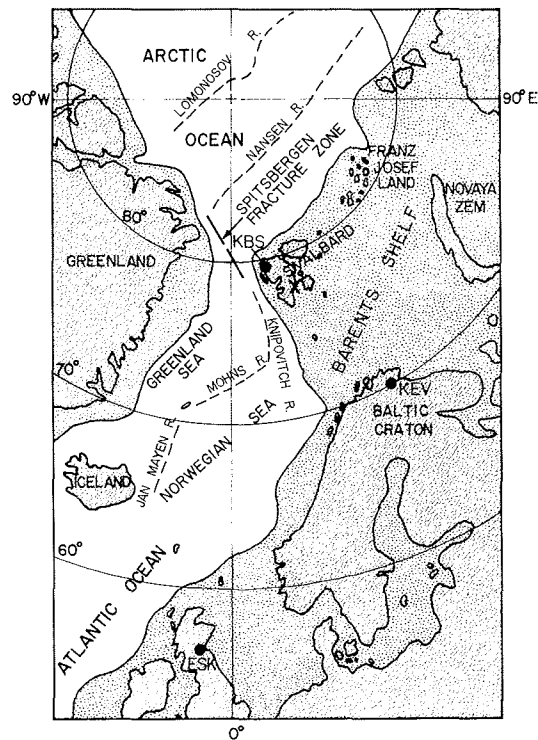 ARCTIC
LOMONOSOV R.
90°W
90°E
OCEAN
NANSEN R.
SPITSBERGEN
FRACTURE ZONE
FRANZ
JOSEF
LAND
NOVAYA
ZEM
80°
KBS
SVALBARD
GREENLAND
BARENTS SHELF
GREENLAND
SEA
KNIPOVITCH R.
70°
MOHNS R.
KEV
BALTIC
CRATON
JAN MAYEN R.
NORWEGIAN SEA
ICELAND
60°
ATLANTIC OCEAN
ESK
0°